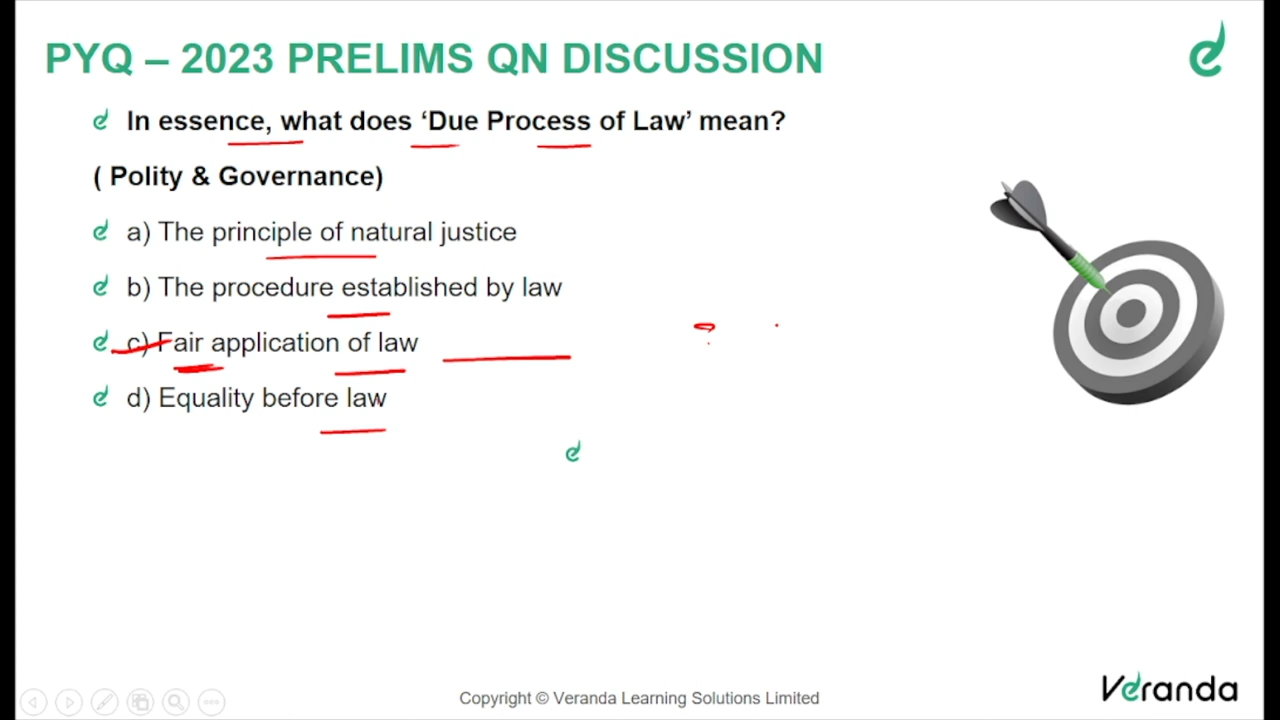 PYQ – 2023 PRELIMS QN DISCUSSION
In essence, what does ‘Due Process of Law’ mean?
( Polity & Governance)
a) The principle of natural justice
b) The procedure established by law
c) Fair application of law
d) Equality before law
Copyright © Veranda Learning Solutions Limited
Veranda